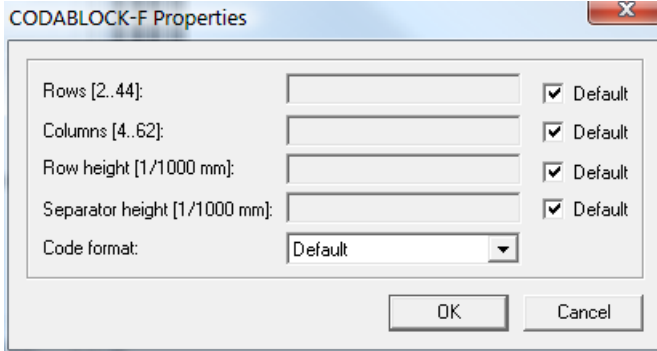 CODABLOCK-F Properties
Rows [2..44]: Default
Columns [4..62]: Default
Row height [1/1000 mm]: Default
Separator height [1/1000 mm]: Default
Code format: Default
OK Cancel